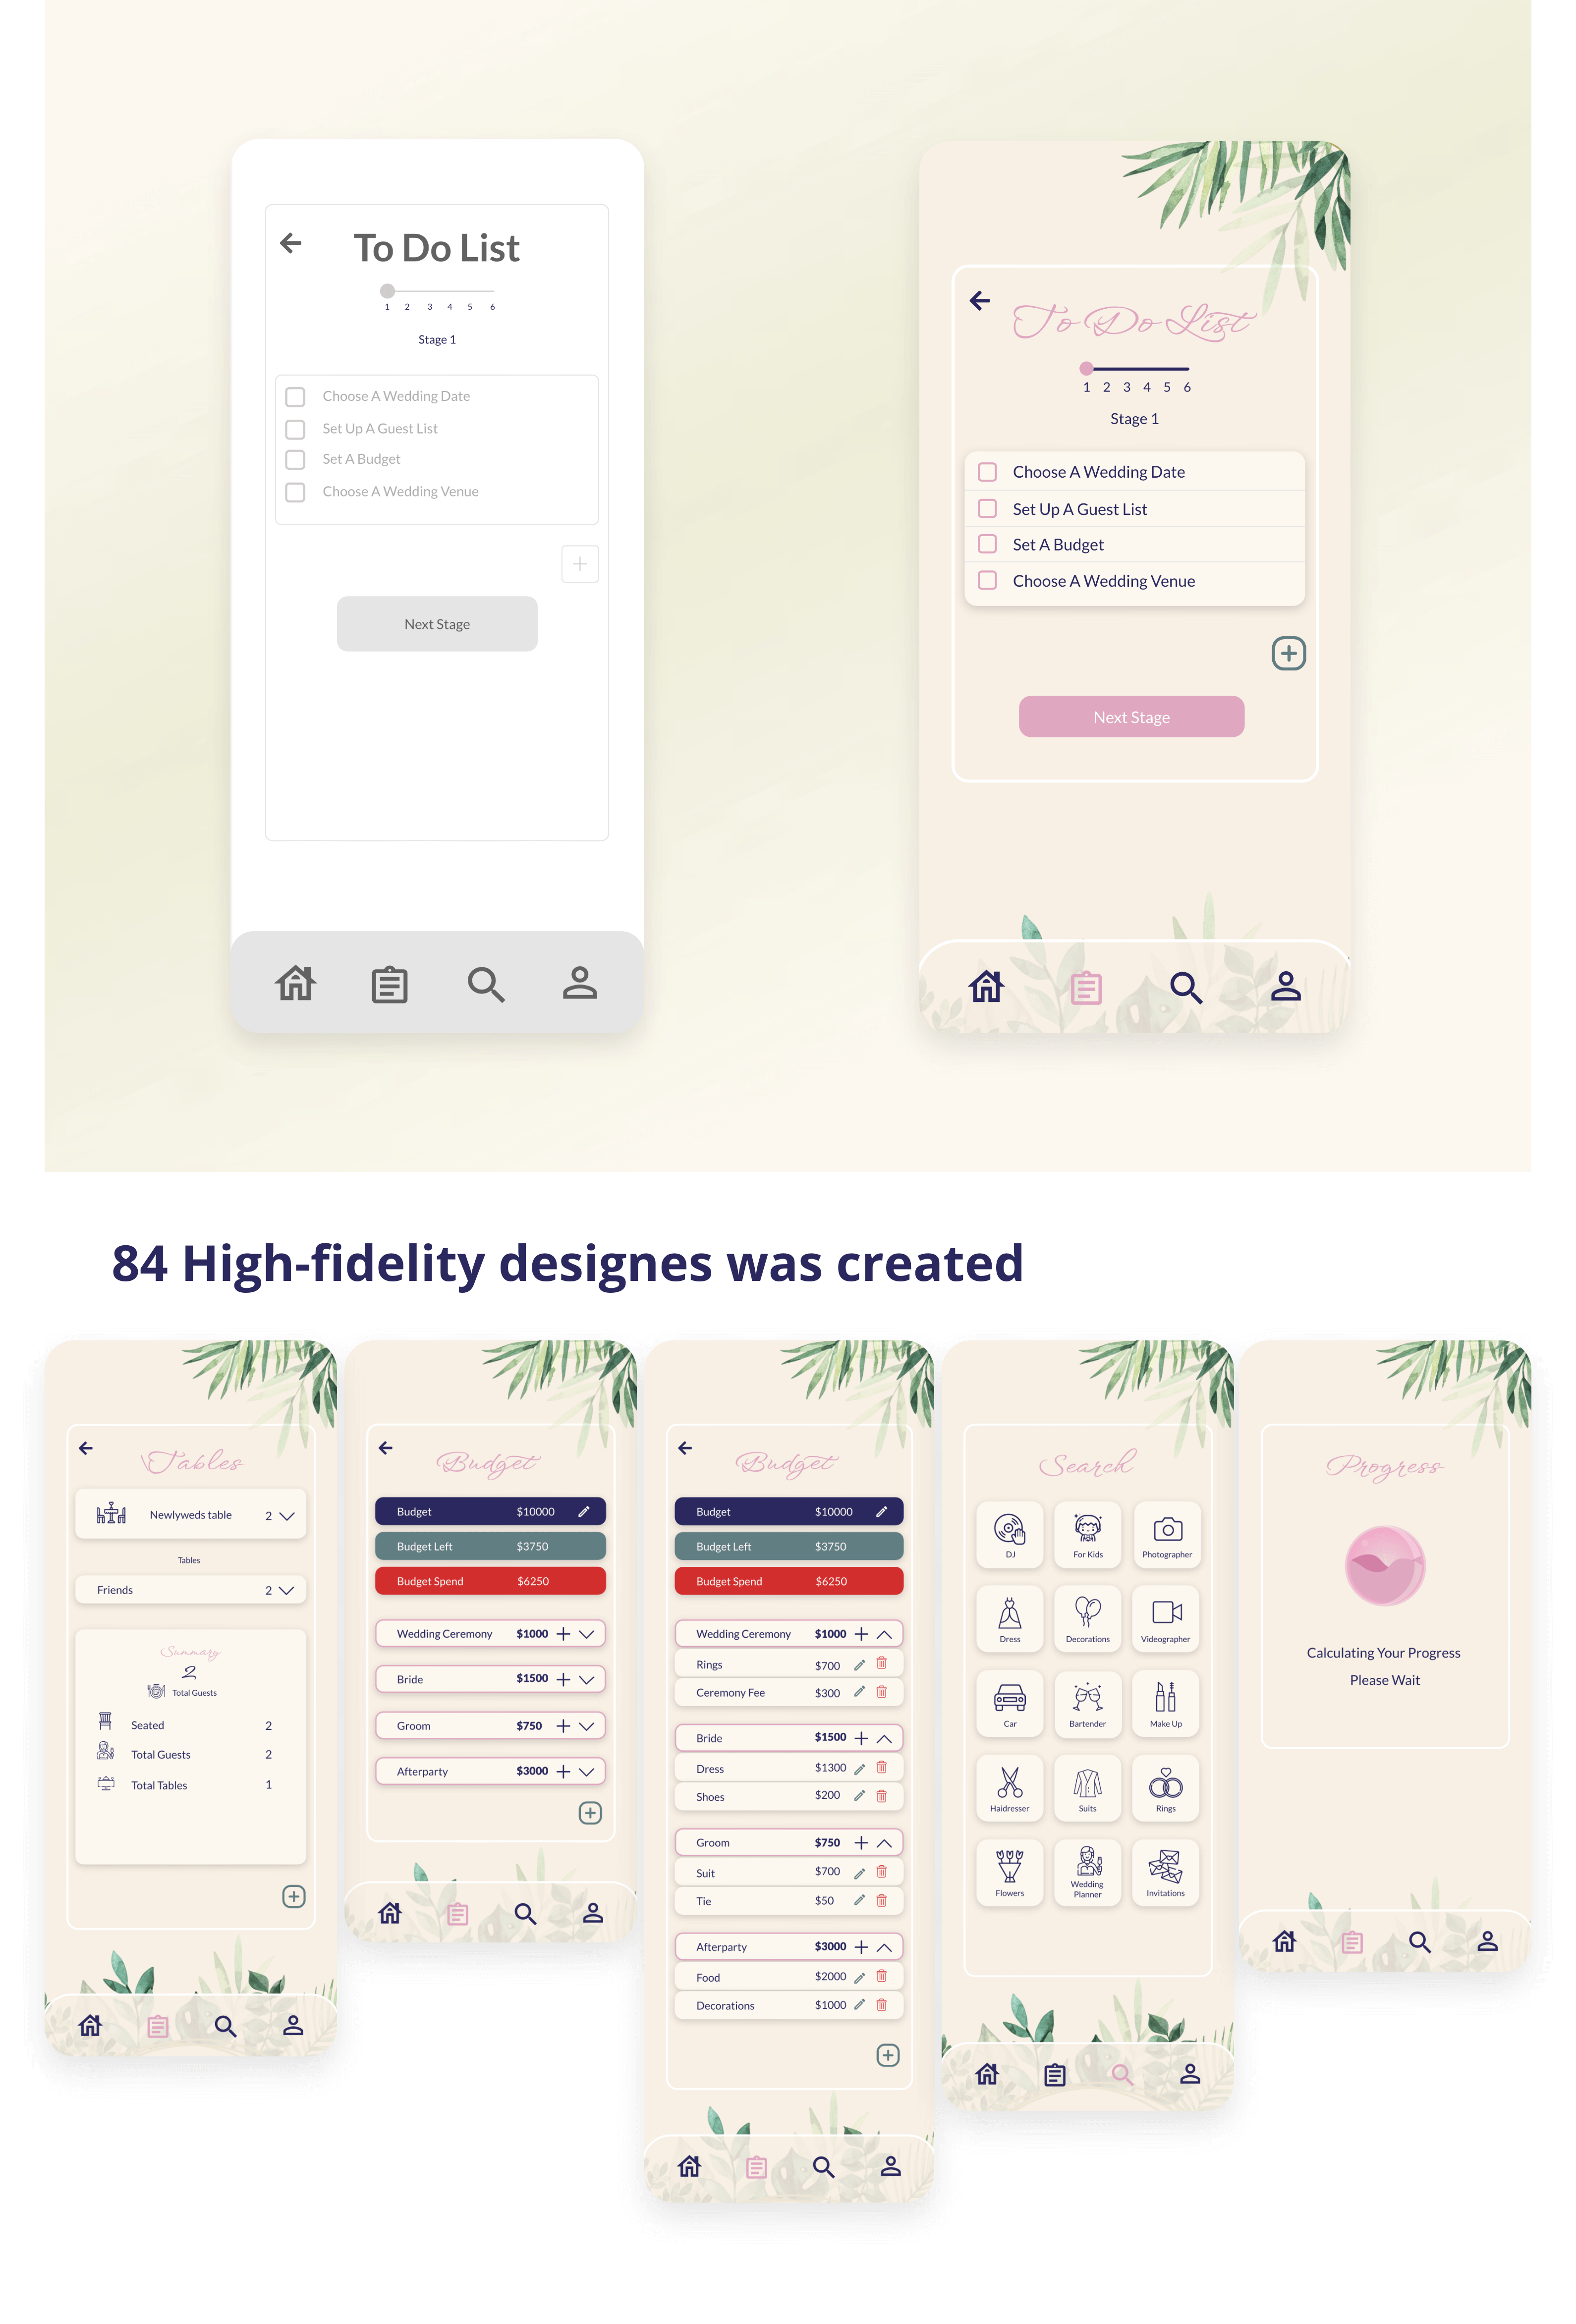 To Do List
1 2 3 4 5 6
Stage 1
Choose A Wedding Date
Set Up A Guest List
Set A Budget
Choose A Wedding Venue
Next Stage
To Do List
1 2 3 4 5 6
Stage 1
Choose A Wedding Date
Set Up A Guest List
Set A Budget
Choose A Wedding Venue
Next Stage
84 High-fidelity designes was created
Tables
Newlyweds table 2
Tables
Friends 2
Summary
2
Total Guests
Seated 2
Total Guests 2
Total Tables 1
Budget
Budget $10000
Budget Left $3750
Budget Spend $6250
Wedding Ceremony $1000
Bride $1500
Groom $750
Afterparty $3000
Budget
Budget $10000
Budget Left $3750
Budget Spend $6250
Wedding Ceremony $1000
Rings $700
Ceremony Fee $300
Bride $1500
Dress $1300
Shoes $200
Groom $750
Suit $700
Tie $50
Afterparty $3000
Food $2000
Decorations $1000
Search
DJ For Kids Photographer
Dress Decorations Videographer
Car Bartender Make Up
Haidresser Suits Rings
Flowers Wedding Planner Invitations
Progress
Calculating Your Progress
Please Wait